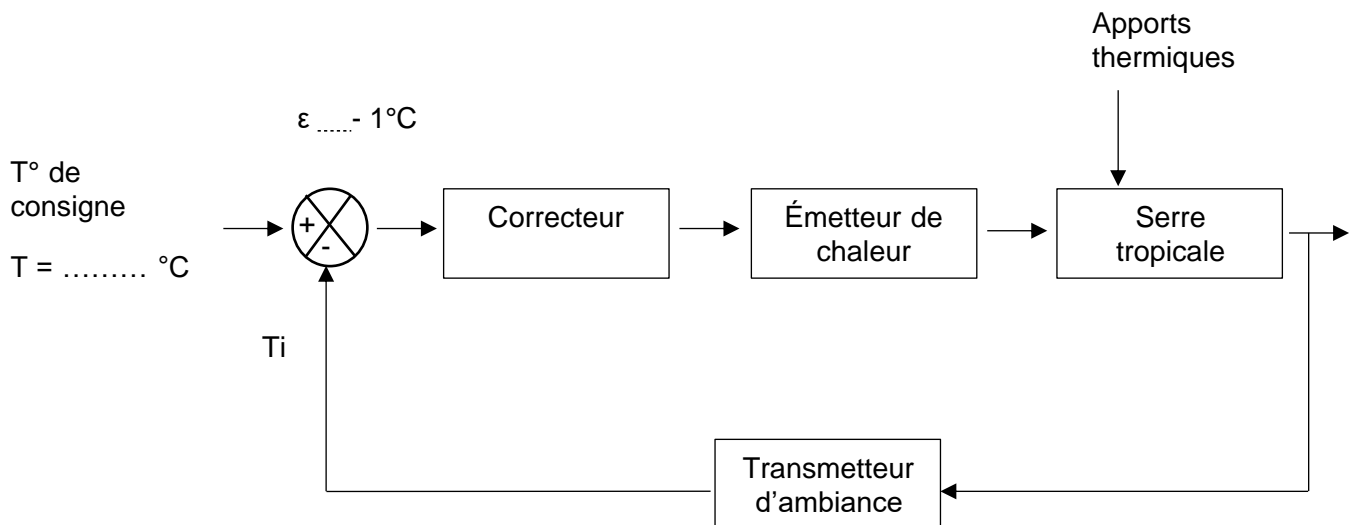 Apports
thermiques
ε ......- 1°C
T° de
consigne
T = ……… °C
+
-
Correcteur
Émetteur de
chaleur
Serre
tropicale
Ti
Transmetteur
d’ambiance